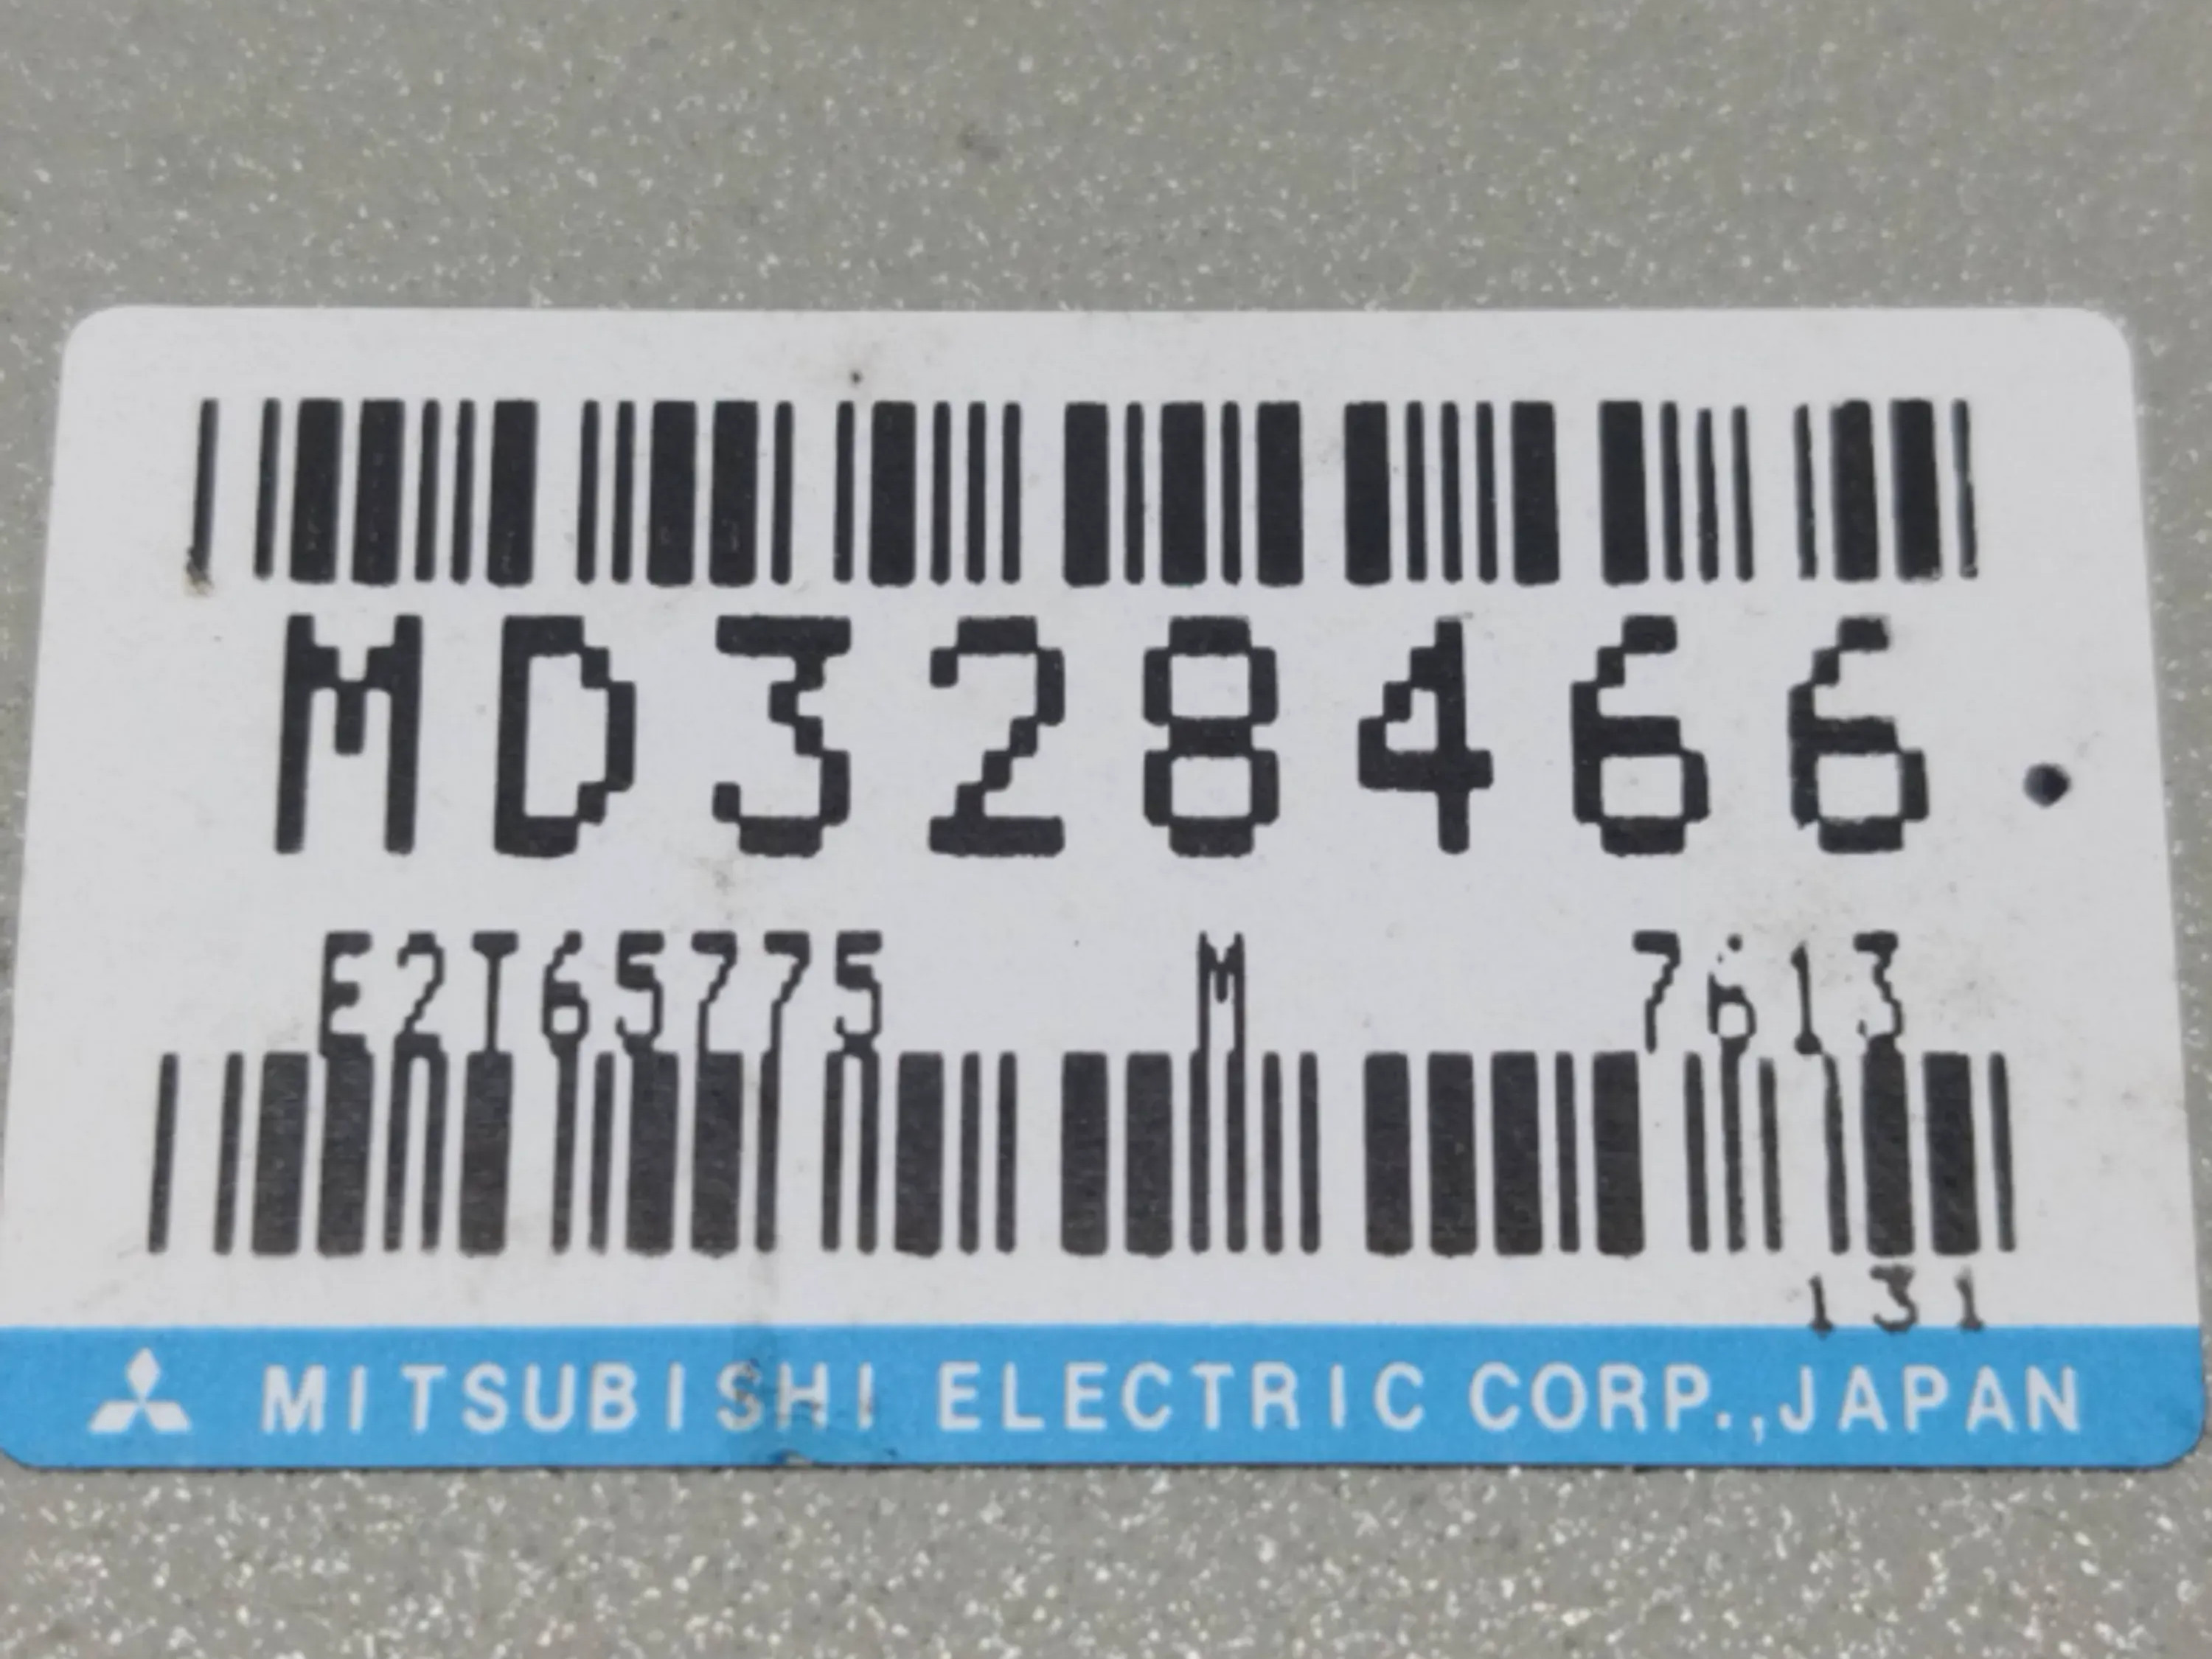 MD328466
E2T65775 M 7613
131
MITSUBISHI ELECTRIC CORP.,JAPAN